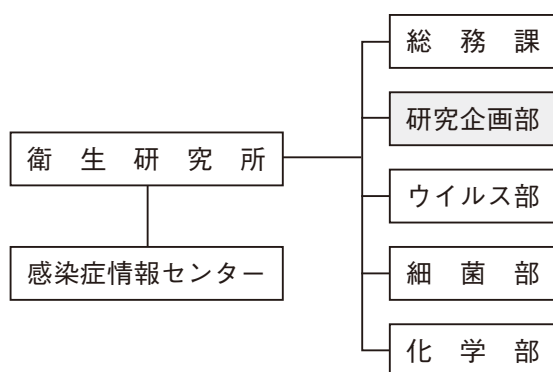 衛生研究所
感染症情報センター
総務課
研究企画部
ウイルス部
細菌部
化学部